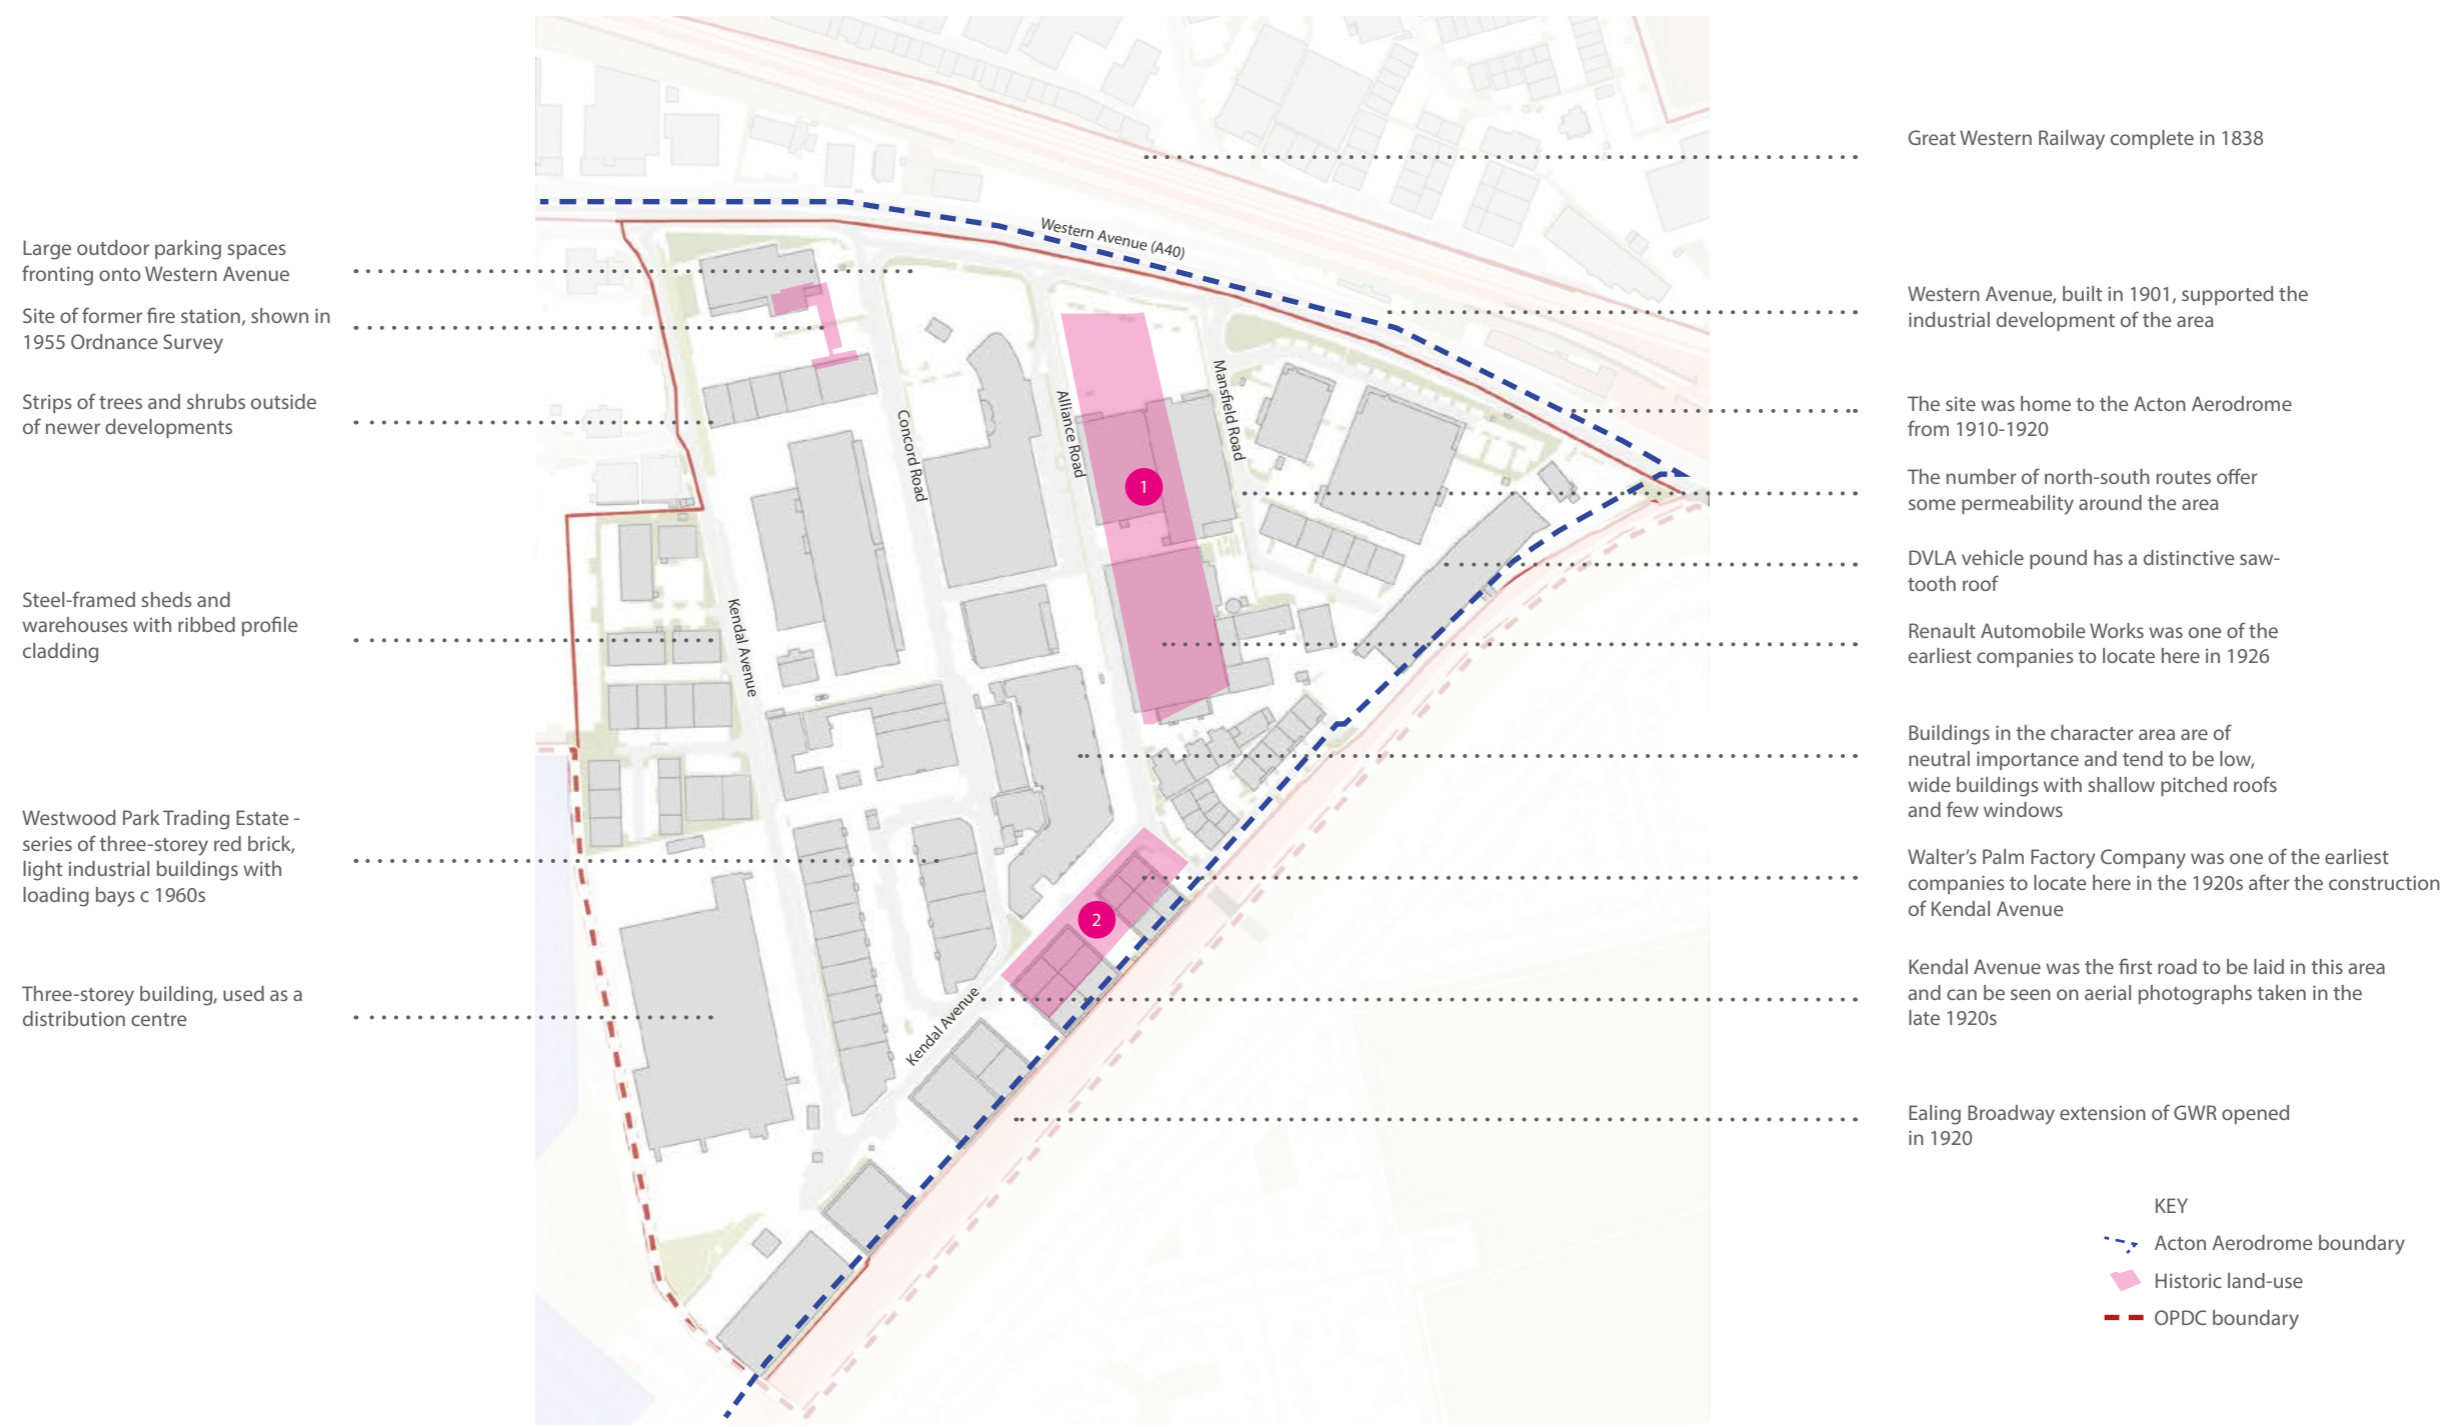 Large outdoor parking spaces
fronting onto Western Avenue
Site of former fire station, shown in
1955 Ordnance Survey
Strips of trees and shrubs outside
of newer developments
Steel-framed sheds and
warehouses with ribbed profile
cladding
Westwood Park Trading Estate -
series of three-storey red brick,
light industrial buildings with
loading bays c 1960s
Three-storey building, used as a
distribution centre
Western Avenue (A40)
Concord Road
Alliance Road
Mansfield Road
1
Kendal Avenue
2
Kendal Avenue
Great Western Railway complete in 1838
Western Avenue, built in 1901, supported the
industrial development of the area
The site was home to the Acton Aerodrome
from 1910-1920
The number of north-south routes offer
some permeability around the area
DVLA vehicle pound has a distinctive saw-
tooth roof
Renault Automobile Works was one of the
earliest companies to locate here in 1926
Buildings in the character area are of
neutral importance and tend to be low,
wide buildings with shallow pitched roofs
and few windows
Walter's Palm Factory Company was one of the earliest
companies to locate here in the 1920s after the construction
of Kendal Avenue
Kendal Avenue was the first road to be laid in this area
and can be seen on aerial photographs taken in the
late 1920s
Ealing Broadway extension of GWR opened
in 1920
KEY
Acton Aerodrome boundary
Historic land-use
OPDC boundary